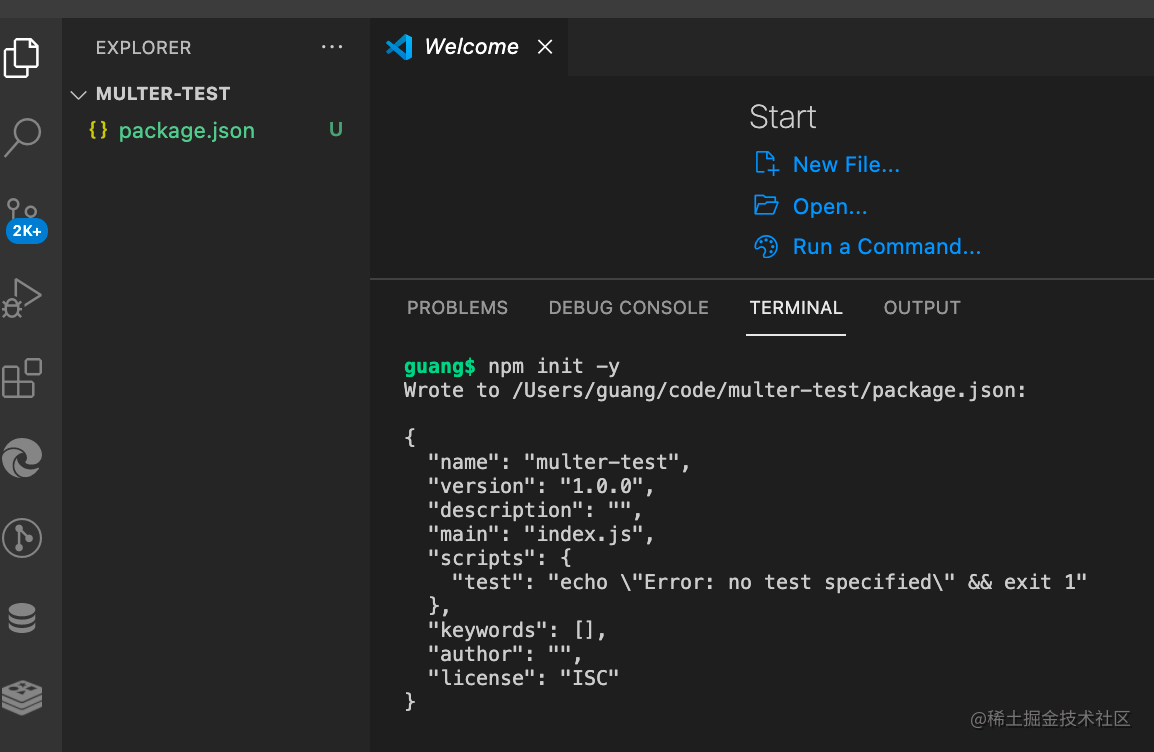 EXPLORER ...
MULTER-TEST
{} package.json U
2K+
Welcome
Start
New File...
Open...
Run a Command...
PROBLEMS DEBUG CONSOLE TERMINAL OUTPUT
guang$ npm init -y
Wrote to /Users/guang/code/multer-test/package.json:
{
"name": "multer-test",
"version": "1.0.0",
"description": "",
"main": "index.js",
"scripts": {
"test": "echo \"Error: no test specified\" && exit 1"
},
"keywords": [],
"author": "",
"license": "ISC"
}
@稀土掘金技术社区